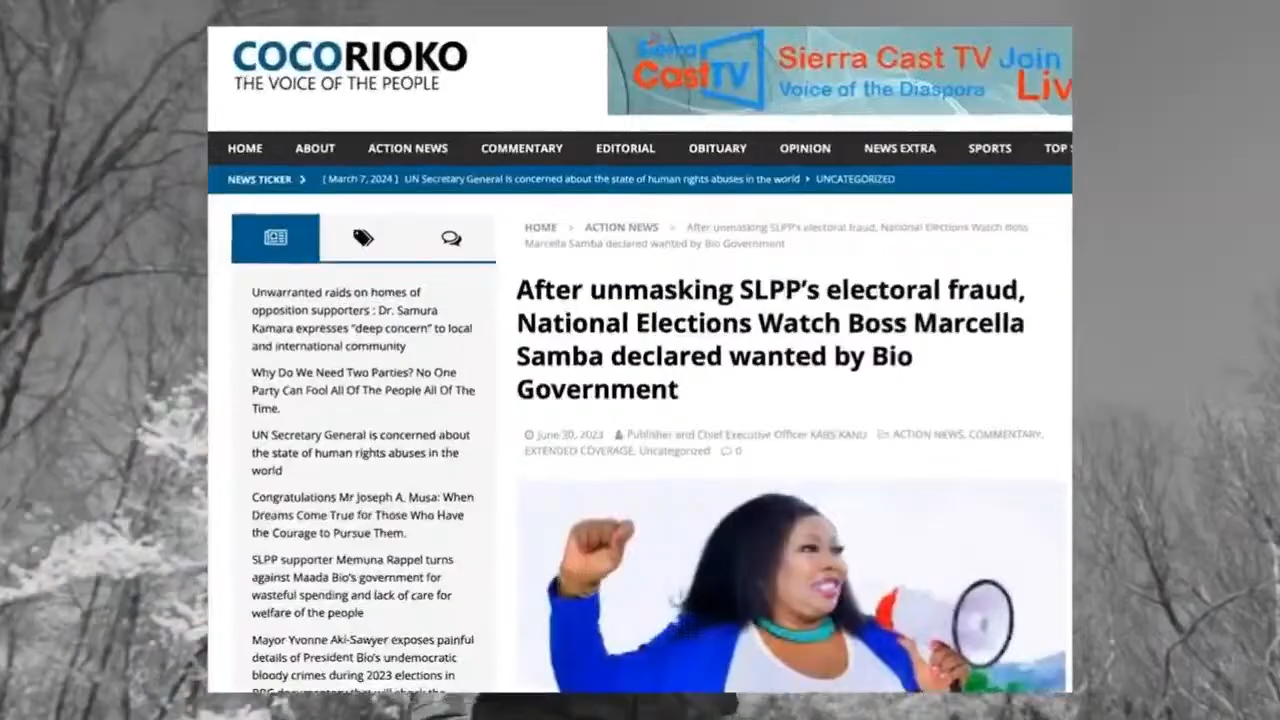 COCORIOKO
THE VOICE OF THE PEOPLE
Sierra
CastTV
Sierra Cast TV Join
Voice of the Diaspora
Liv
HOME ABOUT ACTION NEWS COMMENTARY EDITORIAL OBITUARY OPINION NEWS EXTRA SPORTS TOP
NEWS TICKER [ March 7, 2024 ] UN Secretary General is concerned about the state of human rights abuses in the world UNCATEGORIZED
Unwarranted raids on homes of
opposition supporters : Dr. Samura
Kamara expresses “deep concern” to local
and international community
Why Do We Need Two Parties? No One
Party Can Fool All Of The People All Of The
Time.
UN Secretary General is concerned about
the state of human rights abuses in the
world
Congratulations Mr Joseph A. Musa: When
Dreams Come True for Those Who Have
the Courage to Pursue Them.
SLPP supporter Memuna Rappel turns
against Maada Bio's government for
wasteful spending and lack of care for
welfare of the people
Mayor Yvonne Aki-Sawyer exposes painful
details of President Bio's undemocratic
bloody crimes during 2023 elections in
HOME > ACTION NEWS > After unmasking SLPP's electoral fraud, National Elections Watch Boss
Marcella Samba declared wanted by Bio Government
After unmasking SLPP’s electoral fraud,
National Elections Watch Boss Marcella
Samba declared wanted by Bio
Government
June 30, 2023 Publisher and Chief Executive Officer KABS KANU ACTION NEWS, COMMENTARY,
EXTENDED COVERAGE, Uncategorized 0